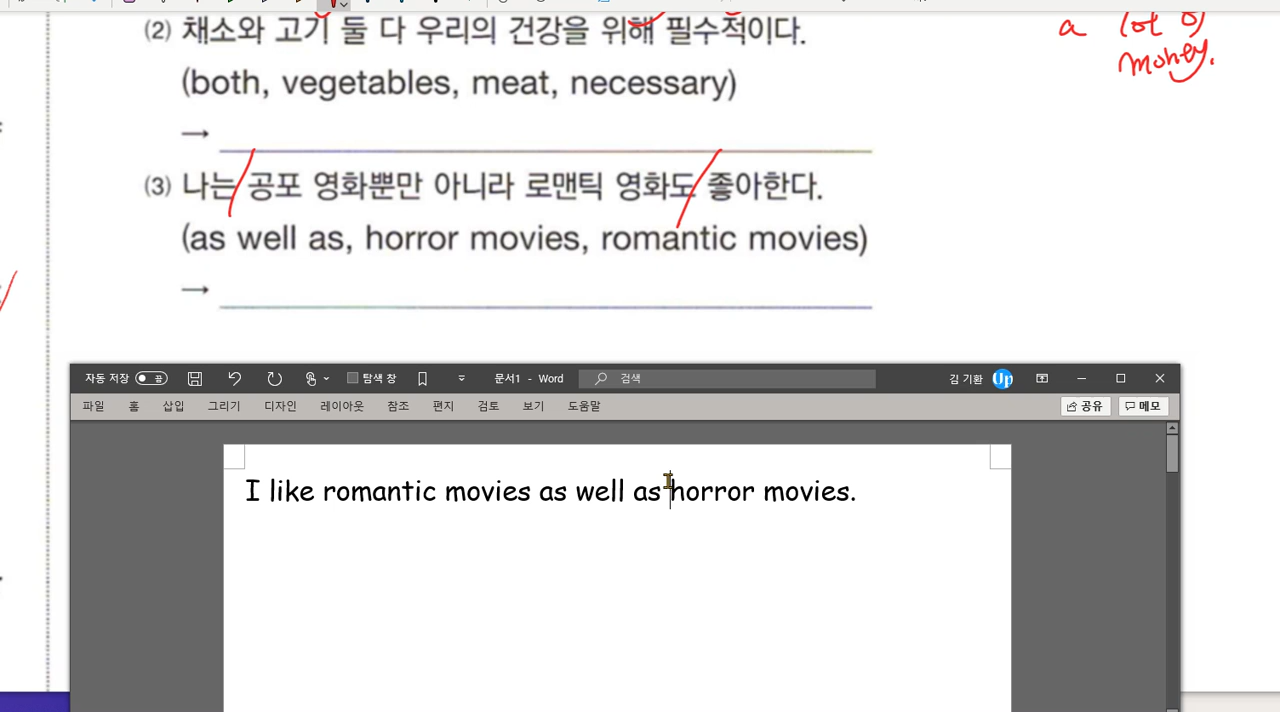 (2) 채소와 고기 둘 다 우리의 건강을 위해 필수적이다.
a lot of
money.
(both, vegetables, meat, necessary)
→
(3) 나는 공포 영화뿐만 아니라 로맨틱 영화도 좋아한다.
(as well as, horror movies, romantic movies)
→
자동 저장 끔 탐색 창 문서1 - Word 검색 김 기환 Up
파일 홈 삽입 그리기 디자인 레이아웃 참조 편지 검토 보기 도움말 공유 메모
I like romantic movies as well as horror movies.